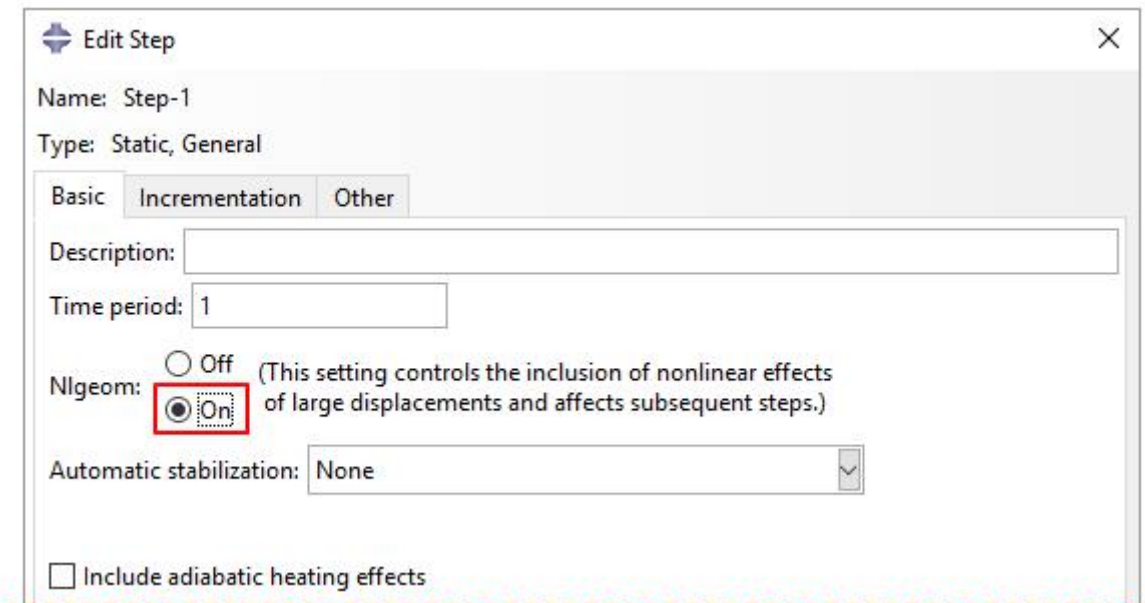 Edit Step
Name: Step-1
Type: Static, General
Basic Incrementation Other
Description:
Time period: 1
Nlgeom:
Off
On
(This setting controls the inclusion of nonlinear effects
of large displacements and affects subsequent steps.)
Automatic stabilization: None
Include adiabatic heating effects